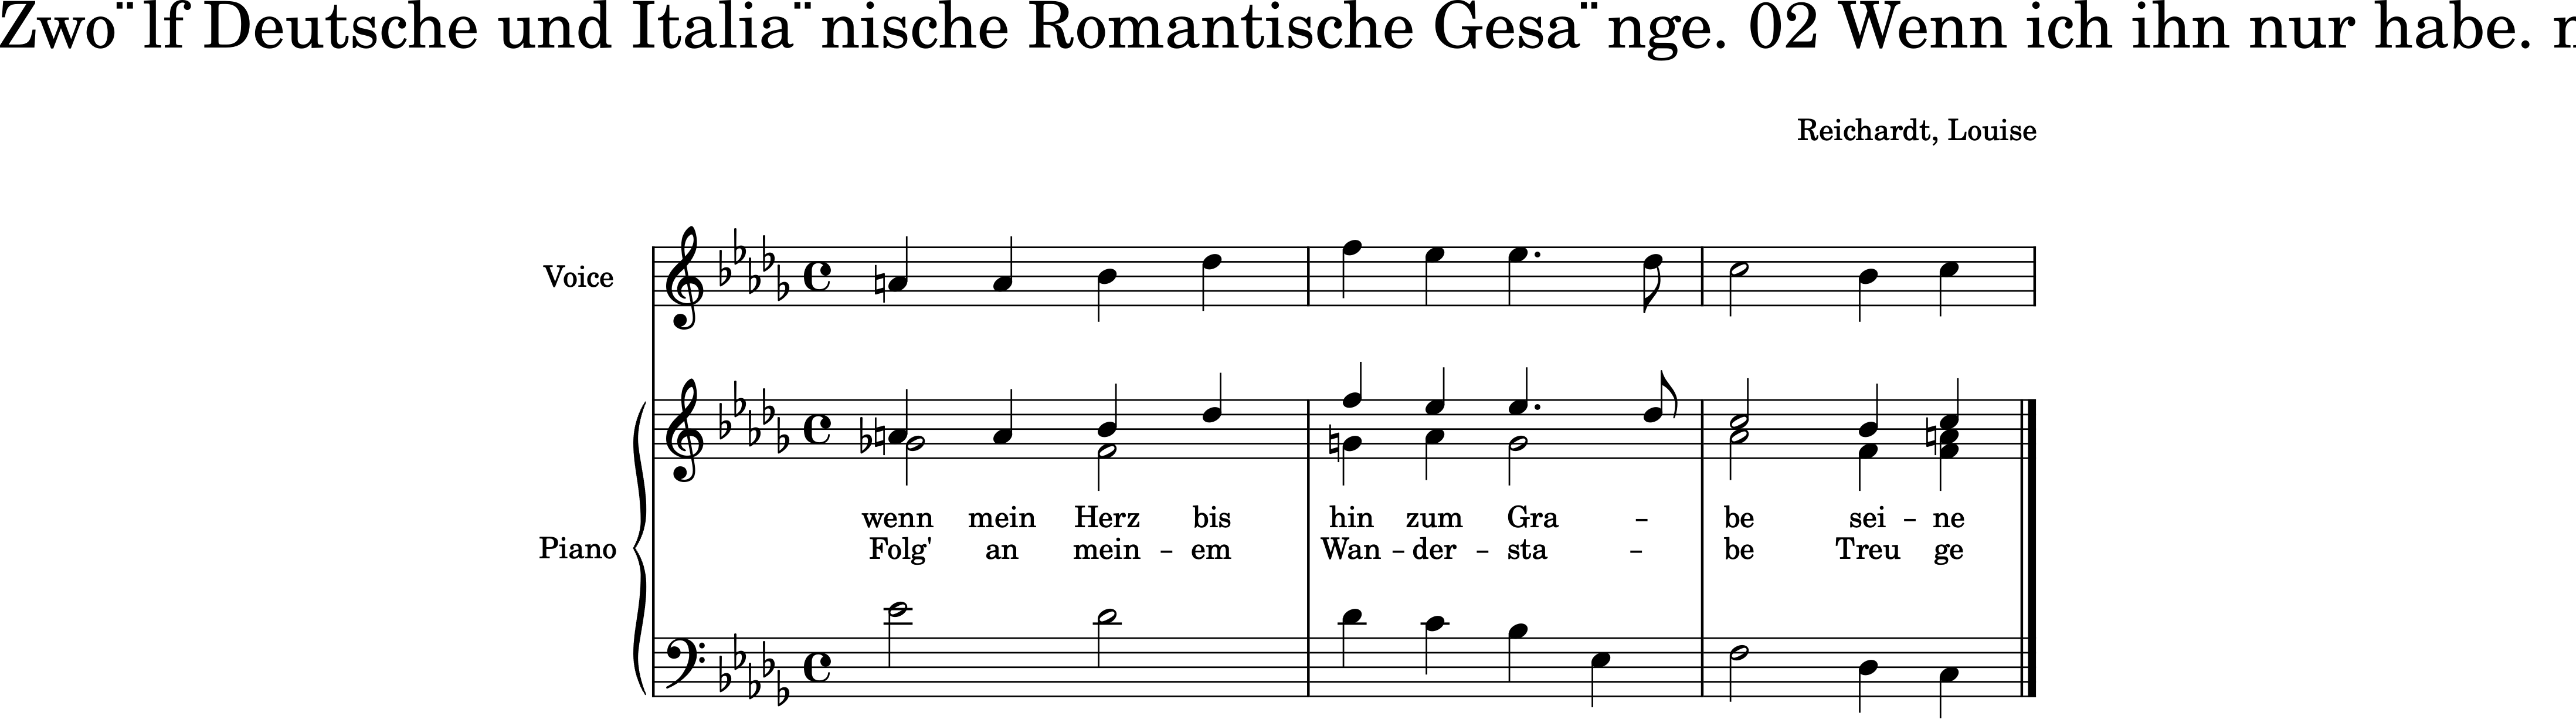 Zwo¨lf Deutsche und Italia¨nische Romantische Gesa¨nge. 02 Wenn ich ihn nur habe.
Reichardt, Louise
Voice
wenn mein Herz bis hin zum Gra – be sei – ne
Piano
Folg' an mein – em Wan – der – sta – be Treu ge